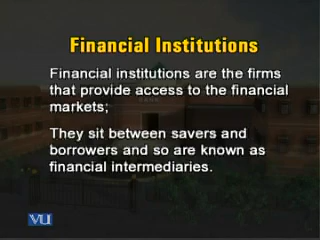 Financial Institutions
Financial institutions are the firms
that provide access to the financial
markets;
They sit between savers and
borrowers and so are known as
financial intermediaries.
VU